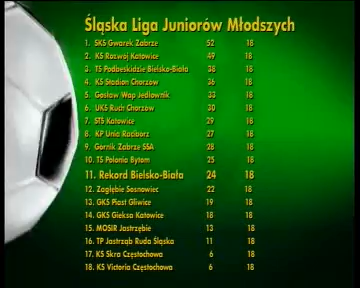 Śląska Liga Juniorów Młodszych
1. SKS Gwarek Zabrze 52 18
2. KS Rozwój Katowice 49 18
3. TS Podbeskidzie Bielsko-Biała 38 18
4. KS Stadion Chorzów 36 18
5. Gosław Wap Jedłownik 33 18
6. UKS Ruch Chorzów 30 18
7. STS Katowice 29 18
8. KP Unia Racibórz 27 18
9. Górnik Zabrze SSA 28 18
10. TS Polonia Bytom 25 18
11. Rekord Bielsko-Biała 24 18
12. Zagłębie Sosnowiec 22 18
13. GKS Piast Gliwice 19 18
14. GKS Gieksa Katowice 18 18
15. MOSIR Jastrzębie 13 18
16. TP Jastrząb Ruda Śląska 11 18
17. KS Skra Częstochowa 6 18
18. KS Victoria Częstochowa 6 18